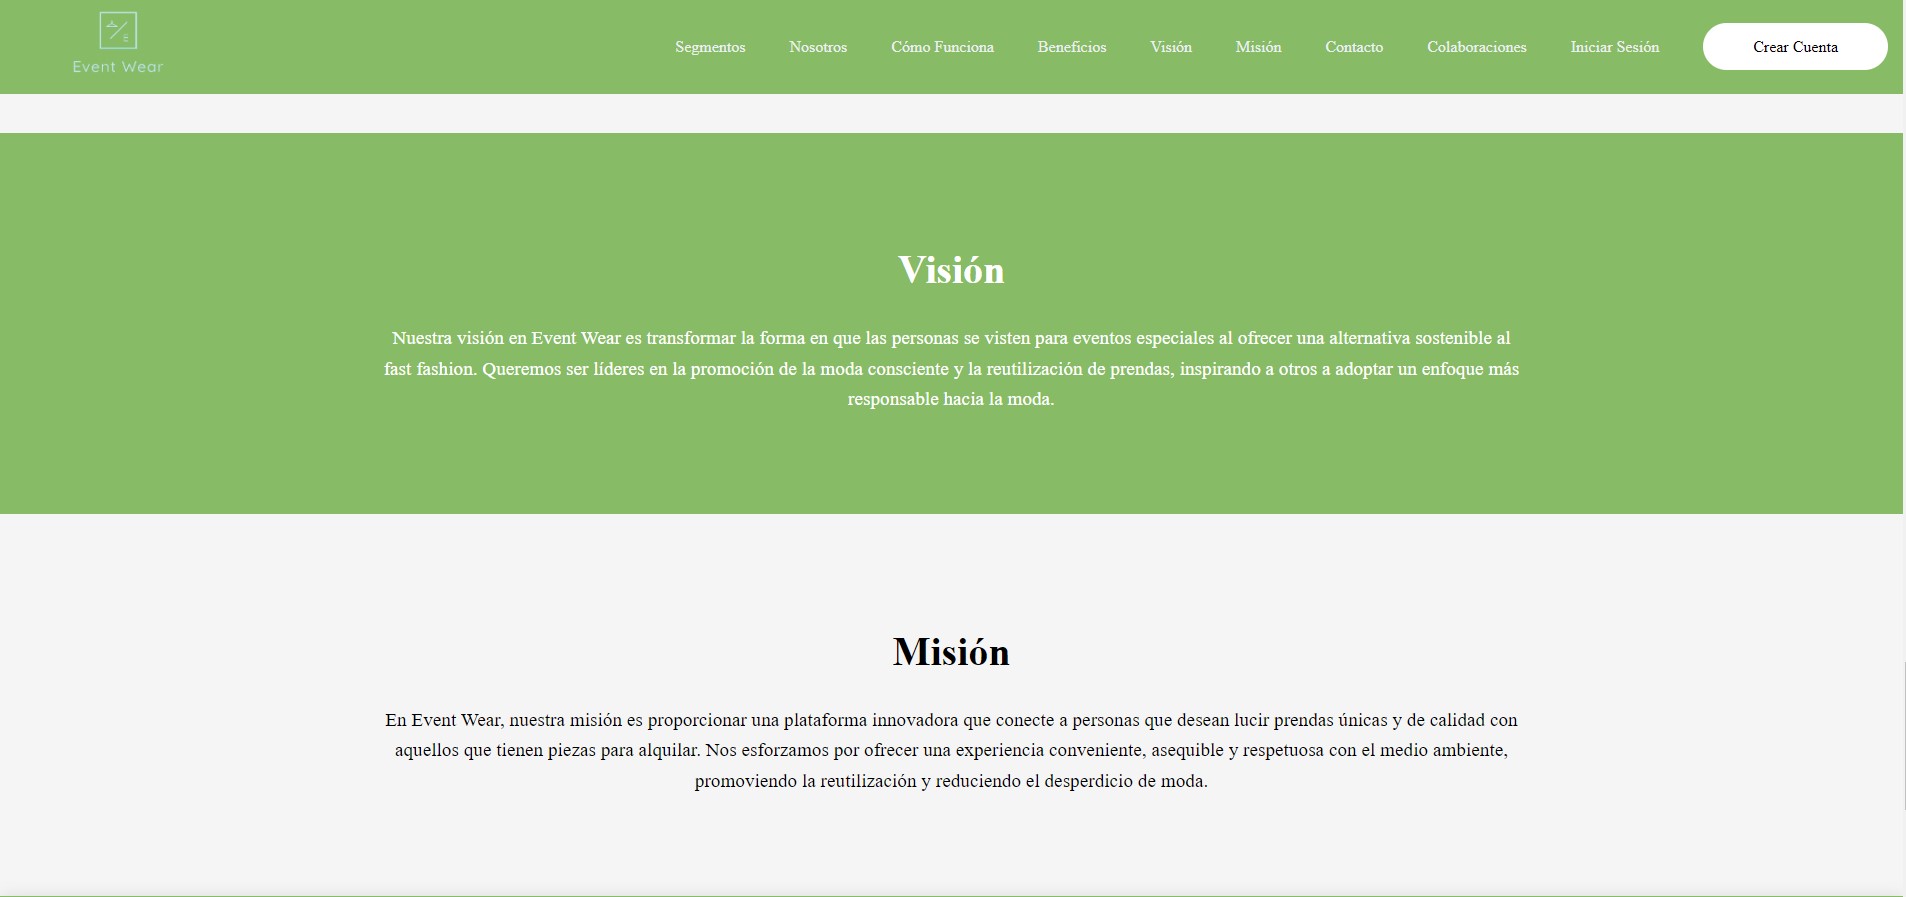 Event Wear
Segmentos
Nosotros
Cómo Funciona
Beneficios
Visión
Misión
Contacto
Colaboraciones
Iniciar Sesión
Crear Cuenta
Visión
Nuestra visión en Event Wear es transformar la forma en que las personas se visten para eventos especiales al ofrecer una alternativa sostenible al
fast fashion. Queremos ser líderes en la promoción de la moda consciente y la reutilización de prendas, inspirando a otros a adoptar un enfoque más
responsable hacia la moda.
Misión
En Event Wear, nuestra misión es proporcionar una plataforma innovadora que conecte a personas que desean lucir prendas únicas y de calidad con
aquellos que tienen piezas para alquilar. Nos esforzamos por ofrecer una experiencia conveniente, asequible y respetuosa con el medio ambiente,
promoviendo la reutilización y reduciendo el desperdicio de moda.